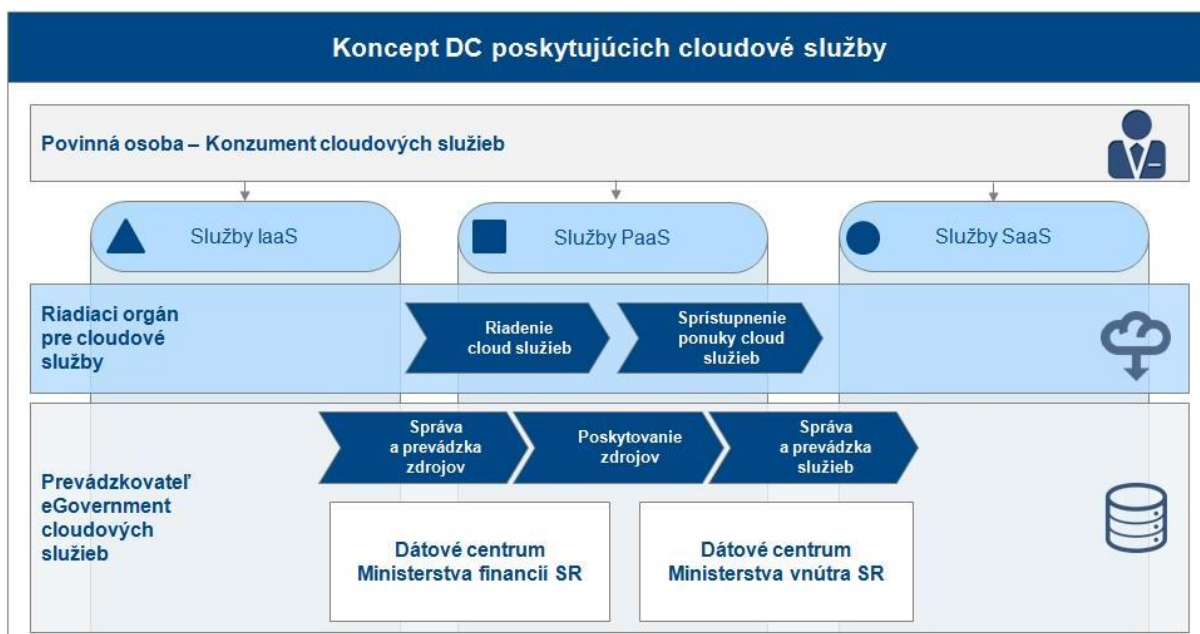 Koncept DC poskytujúcich cloudové služby
Povinná osoba – Konzument cloudových služieb
Služby IaaS
Služby PaaS
Služby SaaS
Riadiaci orgán
pre cloudové
služby
Riadenie
cloud služieb
Sprístupnenie
ponuky cloud
služieb
Prevádzkovateľ
eGovernment
cloudových
služieb
Správa
a prevádzka
zdrojov
Poskytovanie
zdrojov
Správa
a prevádzka
služieb
Dátové centrum
Ministerstva financií SR
Dátové centrum
Ministerstva vnútra SR